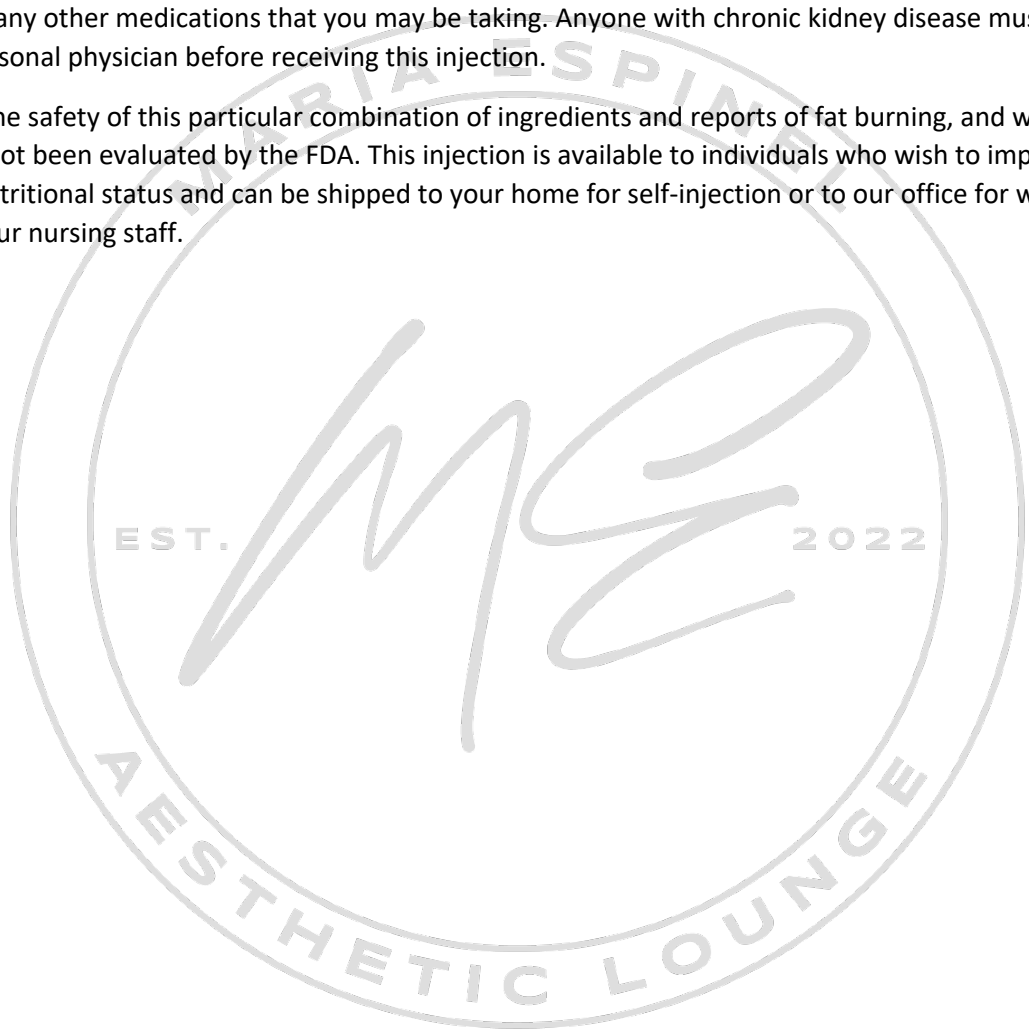 any other medications that you may be taking. Anyone with chronic kidney disease
sonal physician before receiving this injection.
MARIA ESPINEL
safety of this particular combination of ingredients and reports of fat burning, and
ot been evaluated by the FDA. This injection is available to individuals who wish to
tritional status and can be shipped to your home for self-injection or to our office for
ur nursing staff.
ME
EST. 2022
AESTHETIC LOUNGE